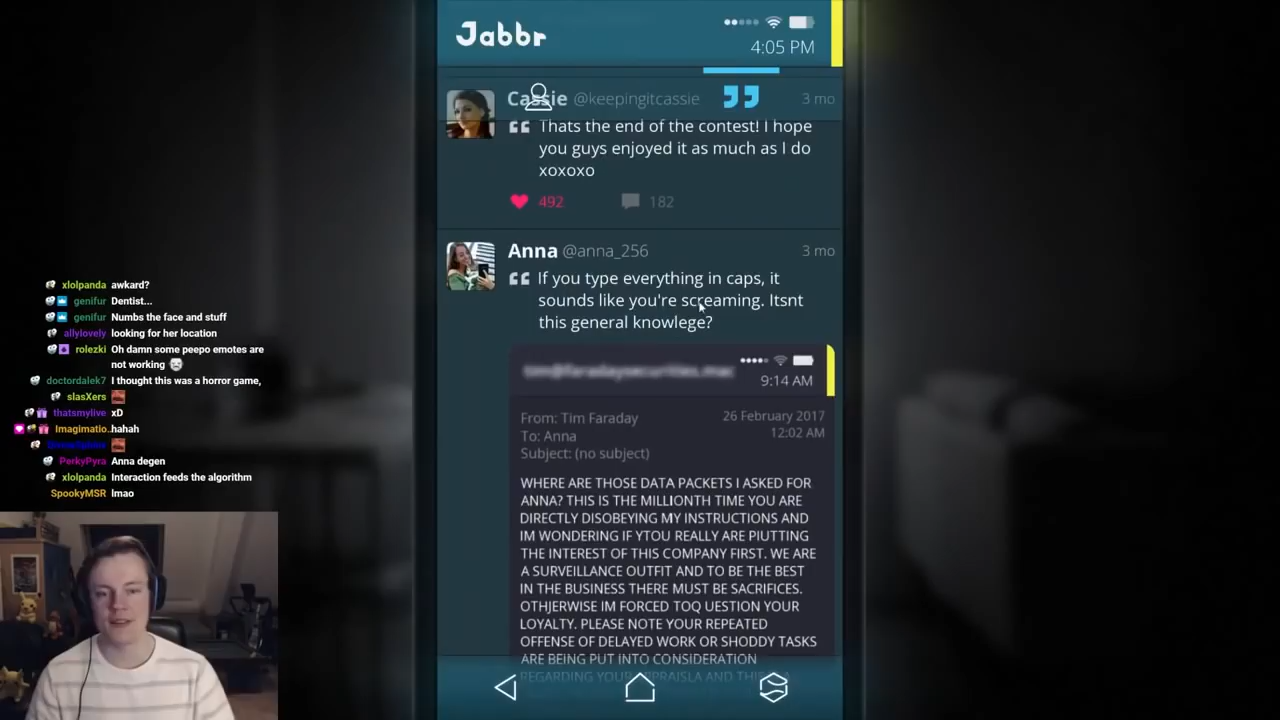 Jabbr
4:05 PM
Cassie @keepingitcassie 3 mo
Thats the end of the contest! I hope
you guys enjoyed it as much as I do
xoxoxo
492 182
Anna @anna_256 3 mo
If you type everything in caps, it
sounds like you're screaming. Itsnt
this general knowlege?
tim@faradaysecurities.mac
9:14 AM
From: Tim Faraday 26 February 2017
To: Anna 12:02 AM
Subject: (no subject)
WHERE ARE THOSE DATA PACKETS I ASKED FOR
ANNA? THIS IS THE MILLIONTH TIME YOU ARE
DIRECTLY DISOBEYING MY INSTRUCTIONS AND
IM WONDERING IF YTOU REALLY ARE PIUTTING
THE INTEREST OF THIS COMPANY FIRST. WE ARE
A SURVEILLANCE OUTFIT AND TO BE THE BEST
IN THE BUSINESS THERE MUST BE SACRIFICES.
OTHJERWISE IM FORCED TOQ UESTION YOUR
LOYALTY. PLEASE NOTE YOUR REPEATED
OFFENSE OF DELAYED WORK OR SHODDY TASKS
ARE BEING PUT INTO CONSIDERATION
xlolpanda awkard?
genifur Dentist...
genifur Numbs the face and stuff
allylovely looking for her location
rolezki Oh damn some peepo emotes are
not working
doctordalek7 I thought this was a horror game,
slasXers
thatsmylive xD
Imagimatio.. hahah
PerkyPyra Anna degen
xlolpanda Interaction feeds the algorithm
SpookyMSR lmao